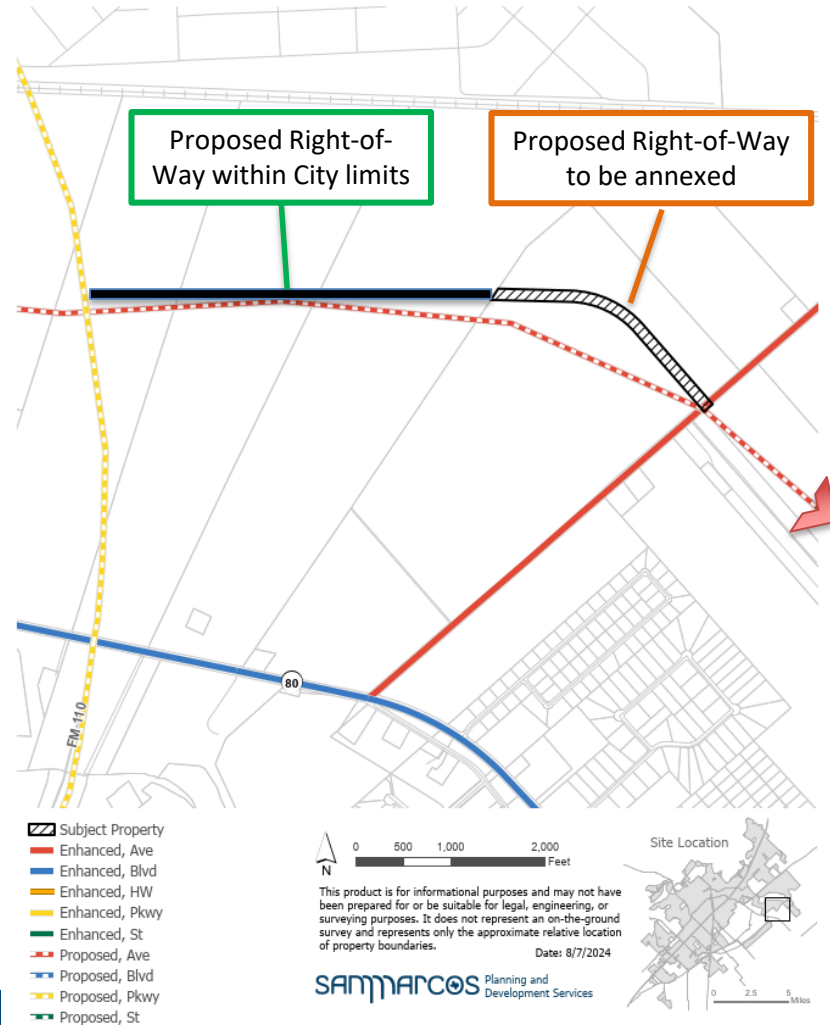 Proposed Right-of-
Way within City limits
Proposed Right-of-Way
to be annexed
80
FM-110
Subject Property
Enhanced, Ave
Enhanced, Blvd
Enhanced, HW
Enhanced, Pkwy
Enhanced, St
Proposed, Ave
Proposed, Blvd
Proposed, Pkwy
Proposed, St
N
0 500 1,000 2,000
Feet
This product is for informational purposes and may not have
been prepared for or be suitable for legal, engineering, or
surveying purposes. It does not represent an on-the-ground
survey and represents only the approximate relative location
of property boundaries.
Date: 8/7/2024
SANMARCOS
Planning and
Development Services
Site Location
0 2.5 5
Miles